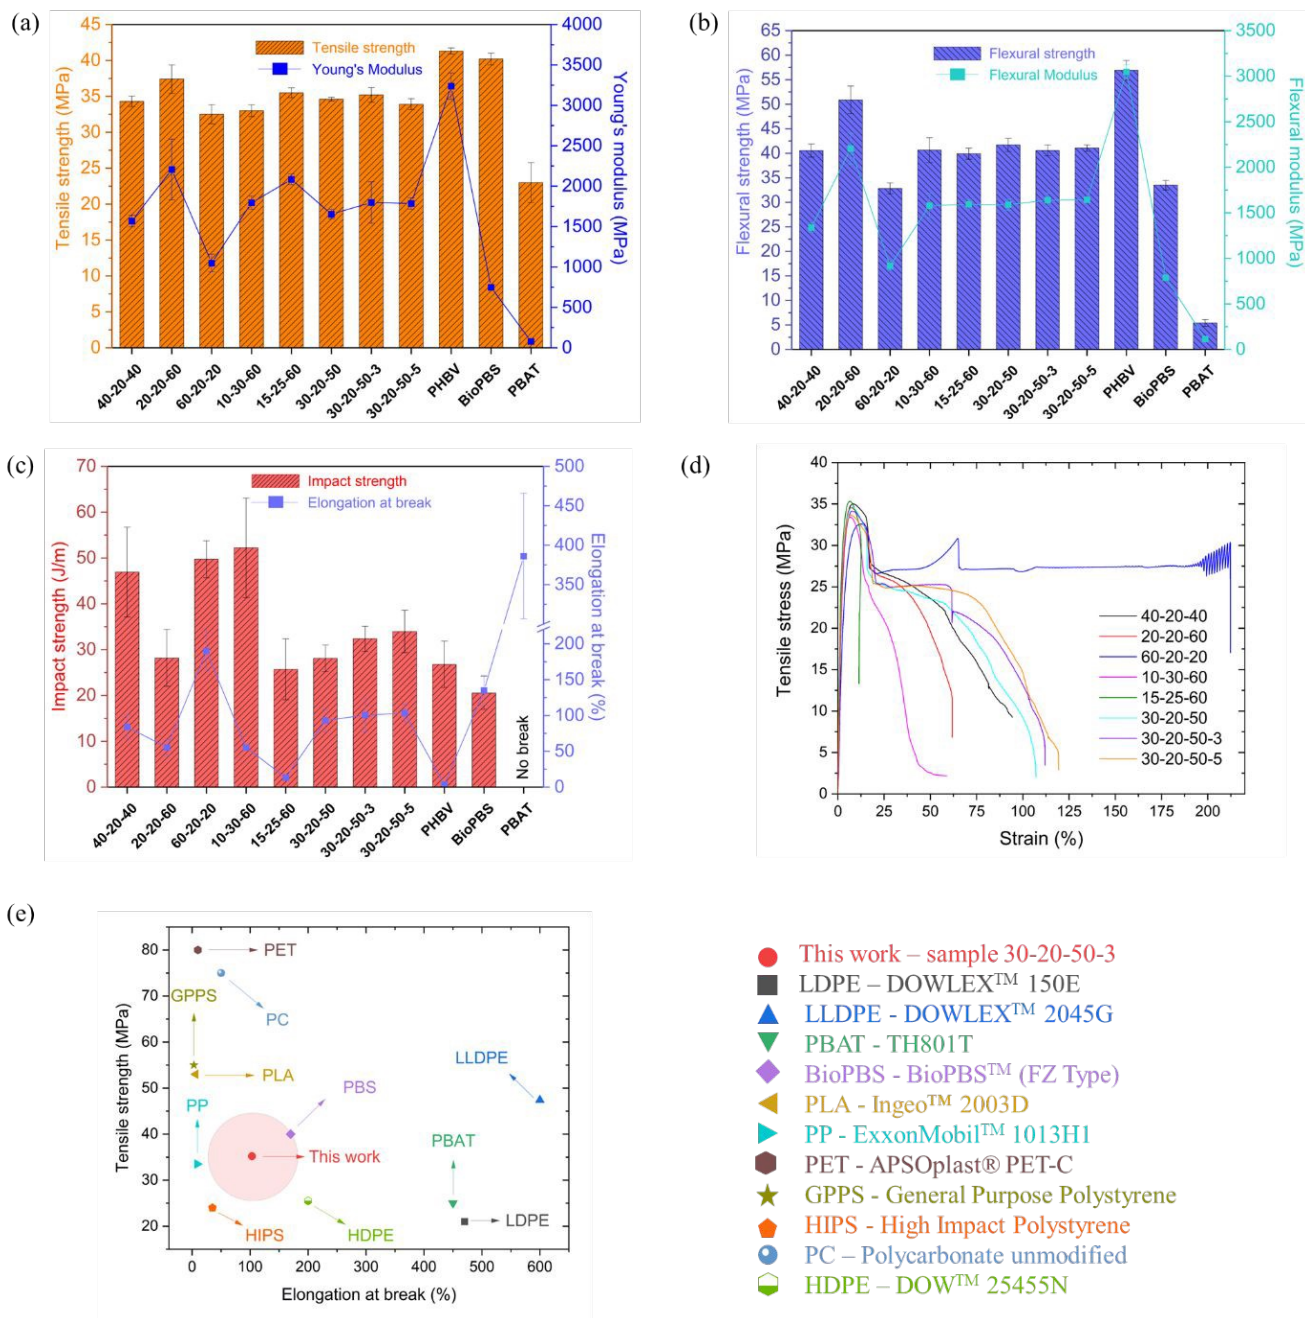 (a)
45
40
35
30
25
20
15
10
5
0
Tensile strength (MPa)
Tensile strength
Young's Modulus
4000
3500
3000
2500
2000
1500
1000
500
0
Young's modulus (MPa)
40-20-40
20-20-60
60-20-20
10-30-60
15-25-60
30-20-50
30-20-50-3
30-20-50-5
PHBV
BioPBS
PBAT
(b)
65
60
55
50
45
40
35
30
25
20
15
10
5
0
Flexural strength (MPa)
Flexural strength
Flexural Modulus
3500
3000
2500
2000
1500
1000
500
0
Flexural modulus (MPa)
40-20-40
20-20-60
60-20-20
10-30-60
15-25-60
30-20-50
30-20-50-3
30-20-50-5
PHBV
BioPBS
PBAT
(c)
70
60
50
40
30
20
10
0
Impact strength (J/m)
Impact strength
Elongation at break
No break
500
450
400
350
200
150
100
50
0
Elongation at break (%)
40-20-40
20-20-60
60-20-20
10-30-60
15-25-60
30-20-50
30-20-50-3
30-20-50-5
PHBV
BioPBS
PBAT
(d)
40
35
30
25
20
15
10
5
0
Tensile stress (MPa)
40-20-40
20-20-60
60-20-20
10-30-60
15-25-60
30-20-50
30-20-50-3
30-20-50-5
0 25 50 75 100 125 150 175 200
Strain (%)
(e)
80
70
60
50
40
30
20
Tensile strength (MPa)
PET
GPPS
PC
PLA
PBS
LLDPE
PP
This work
PBAT
HIPS
HDPE
LDPE
0 100 200 300 400 500 600
Elongation at break (%)
This work – sample 30-20-50-3
LDPE – DOWLEX™ 150E
LLDPE - DOWLEX™ 2045G
PBAT - TH801T
BioPBS - BioPBS™ (FZ Type)
PLA - Ingeo™ 2003D
PP - ExxonMobil™ 1013H1
PET - APSOplast® PET-C
GPPS - General Purpose Polystyrene
HIPS - High Impact Polystyrene
PC – Polycarbonate unmodified
HDPE – DOW™ 25455N